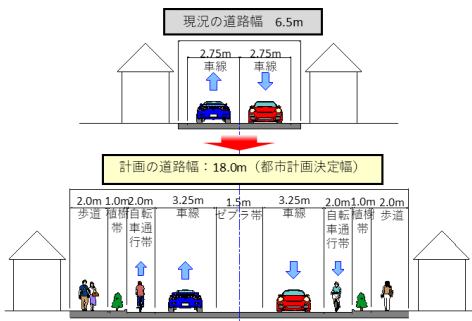 現況の道路幅 6.5m
2.75m 2.75m
車線 車線
計画の道路幅：18.0m（都市計画決定幅）
2.0m 1.0m 2.0m 3.25m 1.5m 3.25m 2.0m 1.0m 2.0m
歩道 植樹帯 自転車通行帯 車線 ゼブラ帯 車線 自転車通行帯 植樹帯 歩道